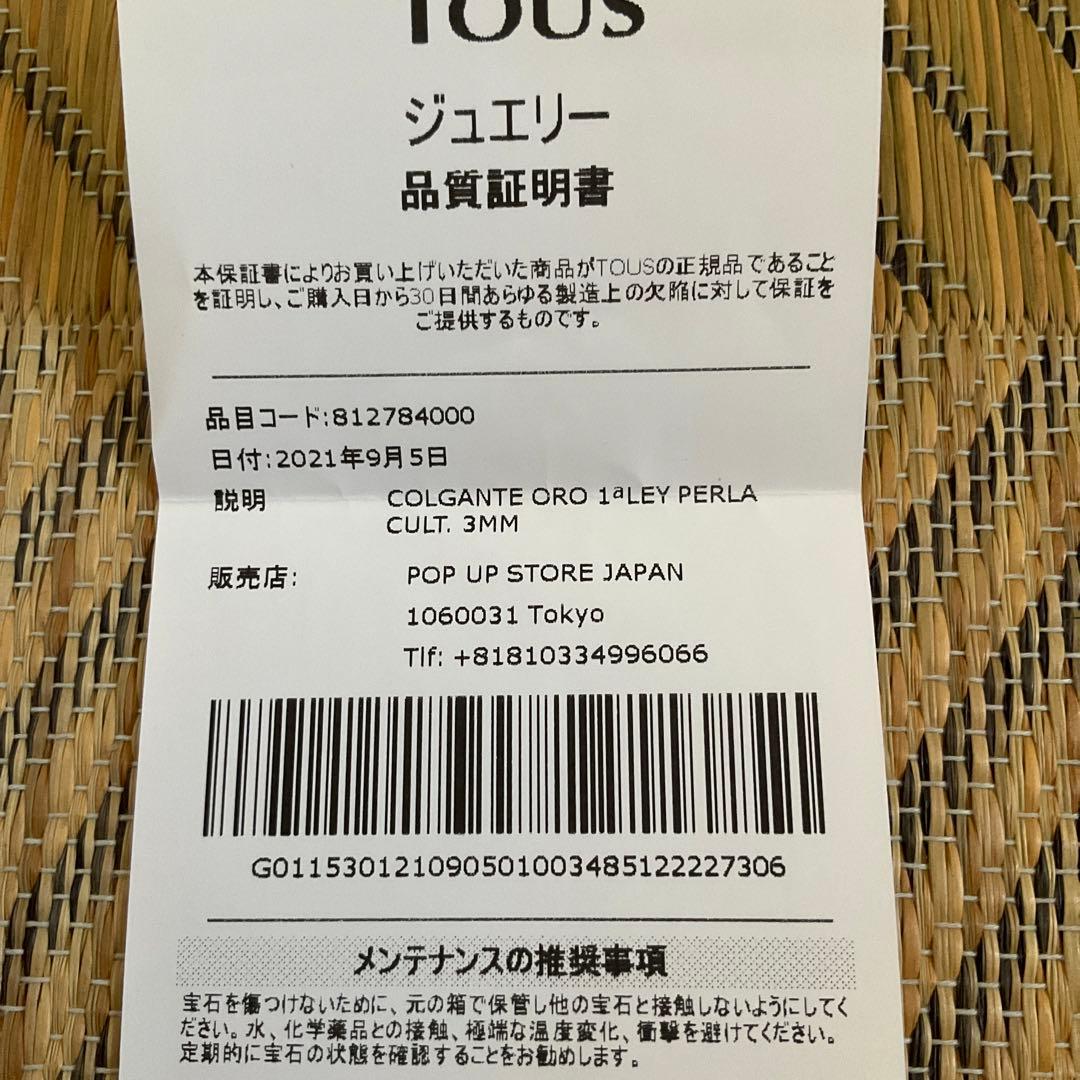 TOUS
ジュエリー
品質証明書
本保証書によりお買い上げいただいた商品がTOUSの正規品であること
を証明し、ご購入日から30日間あらゆる製造上の欠陥に対して保証を
ご提供するものです。
品目コード:812784000
日付:2021年9月5日
説明 COLGANTE ORO 1ªLEY PERLA
CULT. 3MM
販売店: POP UP STORE JAPAN
1060031 Tokyo
Tlf: +81810334996066
G011530121090501003485122227306
メンテナンスの推奨事項
宝石を傷つけないために、元の箱で保管し他の宝石と接触しないようにしてく
ださい。水、化学薬品との接触、極端な温度変化、衝撃を避けてください。
定期的に宝石の状態を確認することをお勧めします。